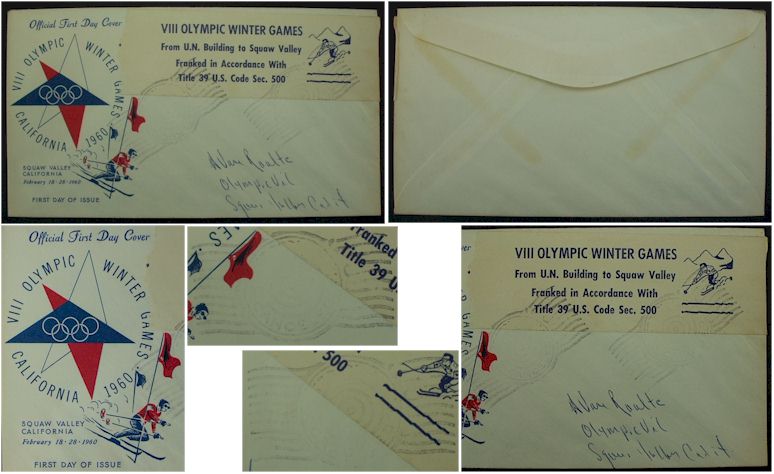 Official First Day Cover
VIII OLYMPIC WINTER GAMES
CALIFORNIA 1960
SQUAW VALLEY
CALIFORNIA
February 18-28-1960
FIRST DAY OF ISSUE
VIII OLYMPIC WINTER GAMES
From U.N. Building to Squaw Valley
Franked in Accordance With
Title 39 U.S. Code Sec. 500
Olympic Vil
Official First Day Cover
VIII OLYMPIC WINTER GAMES
CALIFORNIA 1960
SQUAW VALLEY
CALIFORNIA
February 18-28-1960
FIRST DAY OF ISSUE
ES
Franked
Title 39 U
500
VIII OLYMPIC WINTER GAMES
From U.N. Building to Squaw Valley
Franked in Accordance With
Title 39 U.S. Code Sec. 500
Olympic Vil